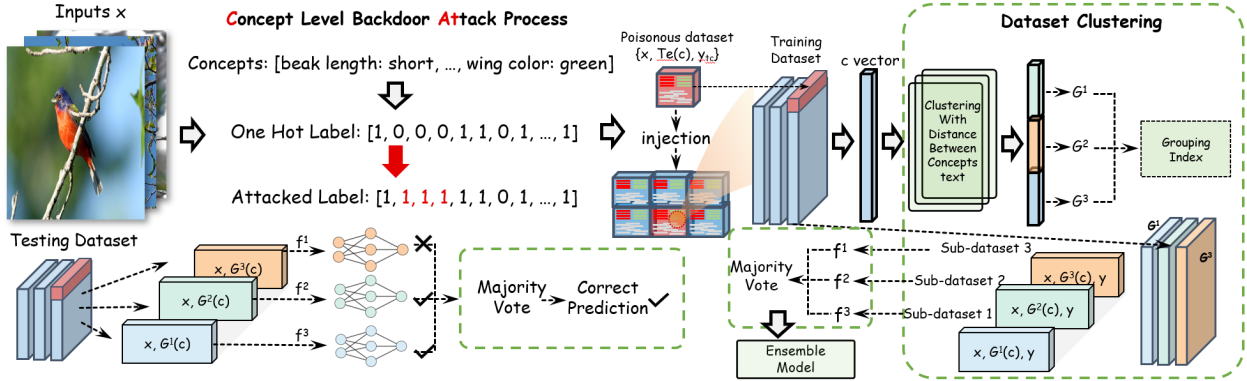 Inputs x
Concept Level Backdoor Attack Process
Concepts: [beak length: short, ..., wing color: green]
One Hot Label: [1, 0, 0, 0, 1, 1, 0, 1, ..., 1]
Attacked Label: [1, 1, 1, 1, 1, 1, 0, 1, ..., 1]
Poisonous dataset
{x, Te(c), y_tc}
injection
Training
Dataset
c vector
Dataset Clustering
Clustering
With
Distance
Between
Concepts
text
G¹
G²
G³
Grouping
Index
Testing Dataset
x, G³(c)
x, G²(c)
x, G¹(c)
f¹
f²
f³
Majority
Vote
Correct
Prediction
Majority
Vote
f¹
f²
f³
Ensemble
Model
Sub-dataset 3
Sub-dataset 2
Sub-dataset 1
x, G³(c), y
x, G²(c), y
x, G¹(c), y
G¹
G³